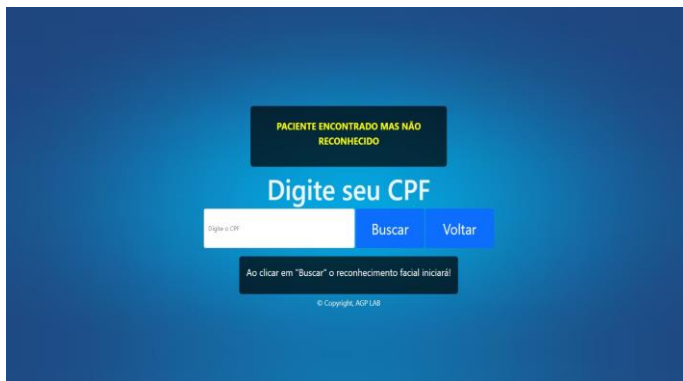 PACIENTE ENCONTRADO MAS NÃO
RECONHECIDO
Digite seu CPF
Digite o CPF
Buscar
Voltar
Ao clicar em "Buscar" o reconhecimento facial iniciará!
© Copyright, AGP LAB